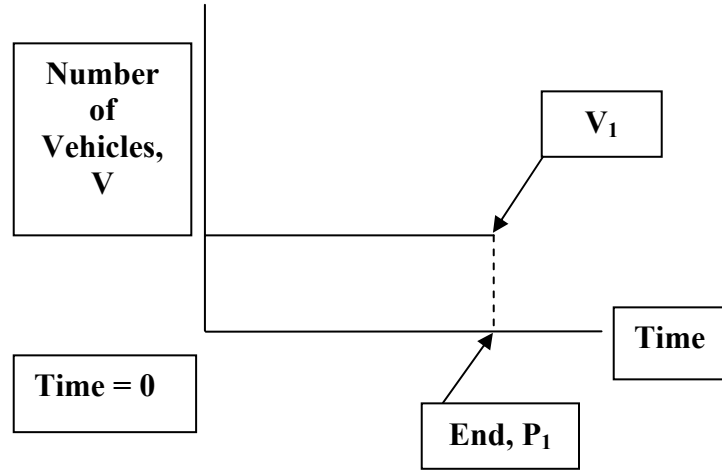 Number
of
Vehicles,
V
V₁
Time
Time = 0
End, P₁